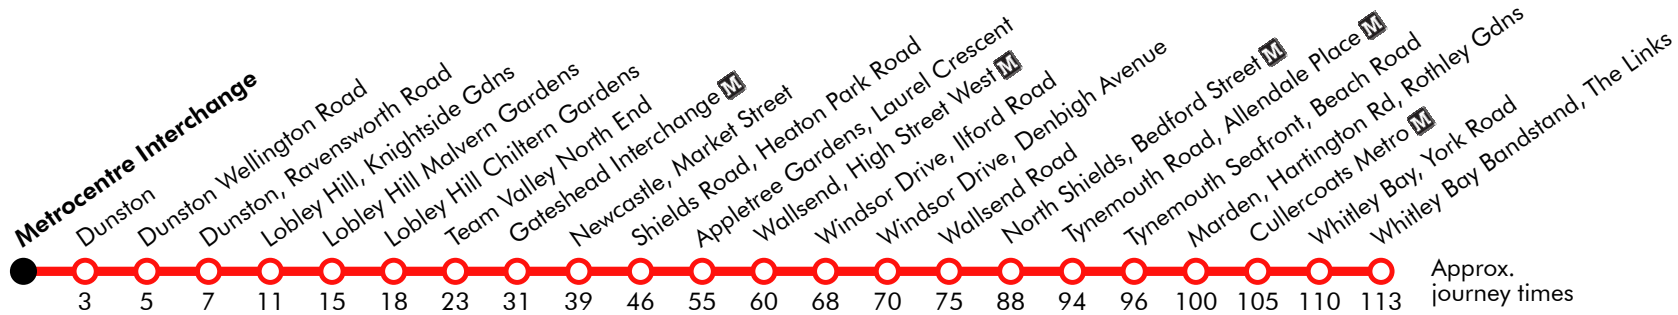 Metrocentre Interchange
Dunston
Dunston Wellington Road
Dunston, Ravensworth Road
Lobley Hill, Knightside Gdns
Lobley Hill Malvern Gardens
Lobley Hill Chiltern Gardens
Team Valley North End
Gateshead Interchange M
Newcastle, Market Street
Shields Road, Heaton Park Road
Appletree Gardens, Laurel Crescent
Wallsend, High Street West M
Windsor Drive, Ilford Road
Windsor Drive, Denbigh Avenue
Wallsend Road
North Shields, Bedford Street M
Tynemouth Road, Allendale Place M
Tynemouth Seafront, Beach Road
Marden, Hartington Rd, Rothley Gdns
Cullercoats Metro M
Whitley Bay, York Road
Whitley Bay Bandstand, The Links
3 5 7 11 15 18 23 31 39 46 55 60 68 70 75 88 94 96 100 105 110 113
Approx.
journey times